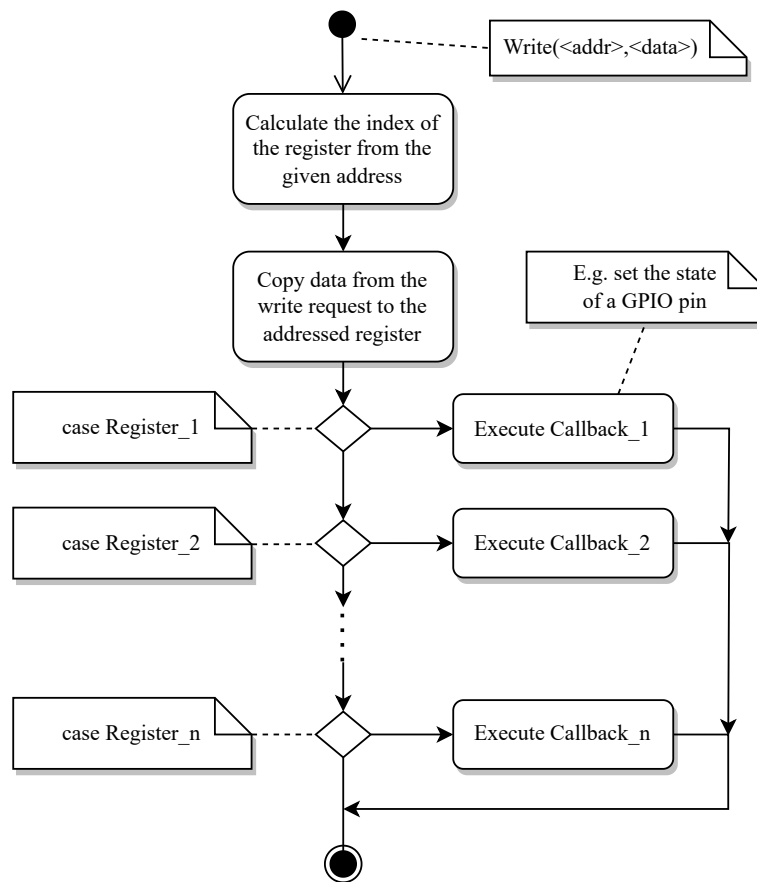 Write(<addr>,<data>)
Calculate the index of
the register from the
given address
Copy data from the
write request to the
addressed register
E.g. set the state
of a GPIO pin
case Register_1
Execute Callback_1
case Register_2
Execute Callback_2
case Register_n
Execute Callback_n